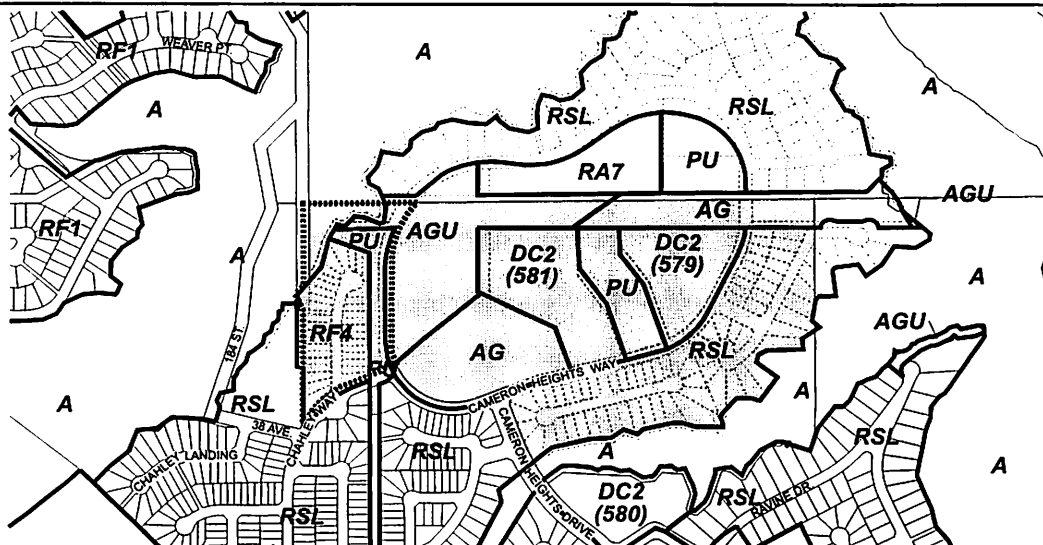 RF1
WEAVER PT
A
A
RSL
RSL
A
A
RA7
PU
AGU
RF1
PU
AGU
AG
A
DC2
(581)
DC2
(579)
PU
A
RF4
AGU
184 ST.
AG
RSL
CAMERON HEIGHTS WAY
A
A
RSL
38 AVE.
CHAHLEY WAY
RSL
CAMERON HEIGHTS DRIVE
RSL
CHAHLEY LANDING
A
A
DC2
(580)
RSL
RAVINE DR
RSL